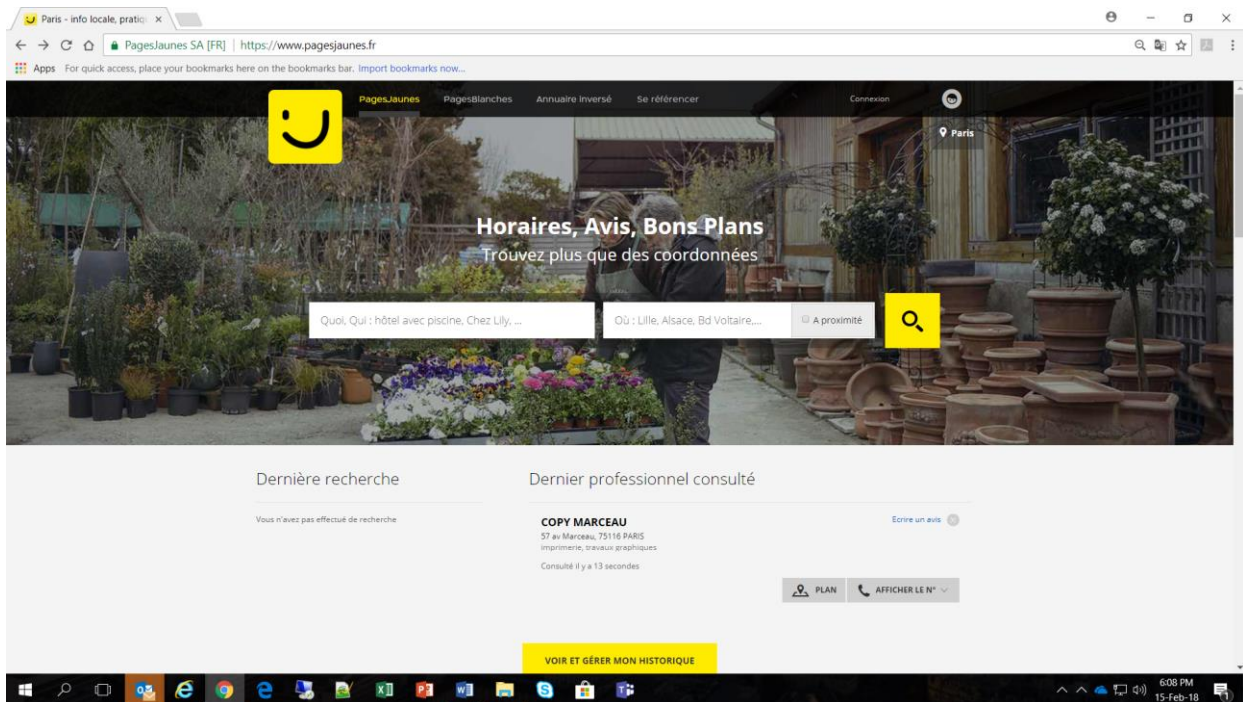 Paris - info locale, pratiq
PagesJaunes SA [FR] | https://www.pagesjaunes.fr
Apps For quick access, place your bookmarks here on the bookmarks bar. Import bookmarks now...
PagesJaunes PagesBlanches Annuaire Inversé Se référencer Connexion
Paris
Horaires, Avis, Bons Plans
Trouvez plus que des coordonnées
Quoi, Qui : hôtel avec piscine, Chez Lily, ... Où : Lille, Alsace, Bd Voltaire,... A proximité
Dernière recherche
Vous n'avez pas effectué de recherche
Dernier professionnel consulté
COPY MARCEAU Ecrire un avis
57 av Marceau, 75116 PARIS
imprimerie, travaux graphiques
Consulté il y a 13 secondes
PLAN AFFICHER LE N°
VOIR ET GÉRER MON HISTORIQUE
6:08 PM
15-Feb-18